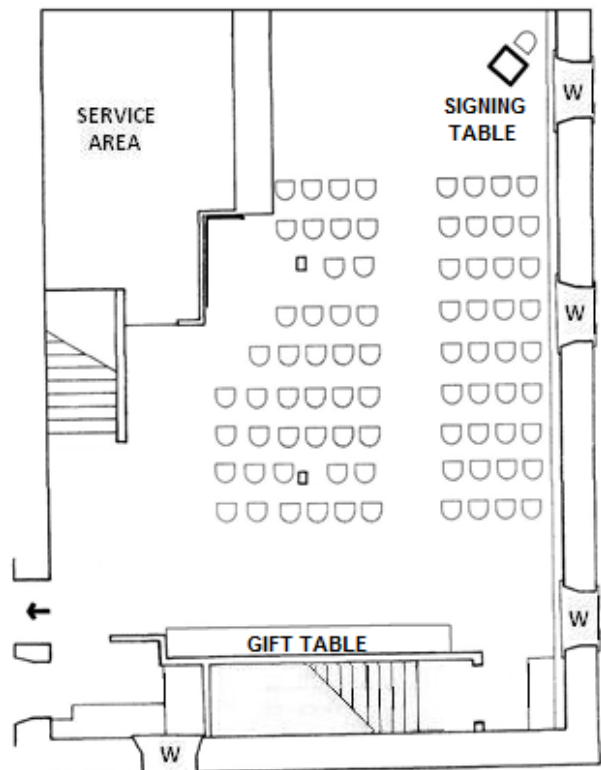 SERVICE
AREA
SIGNING
TABLE
W
W
W
GIFT TABLE
W